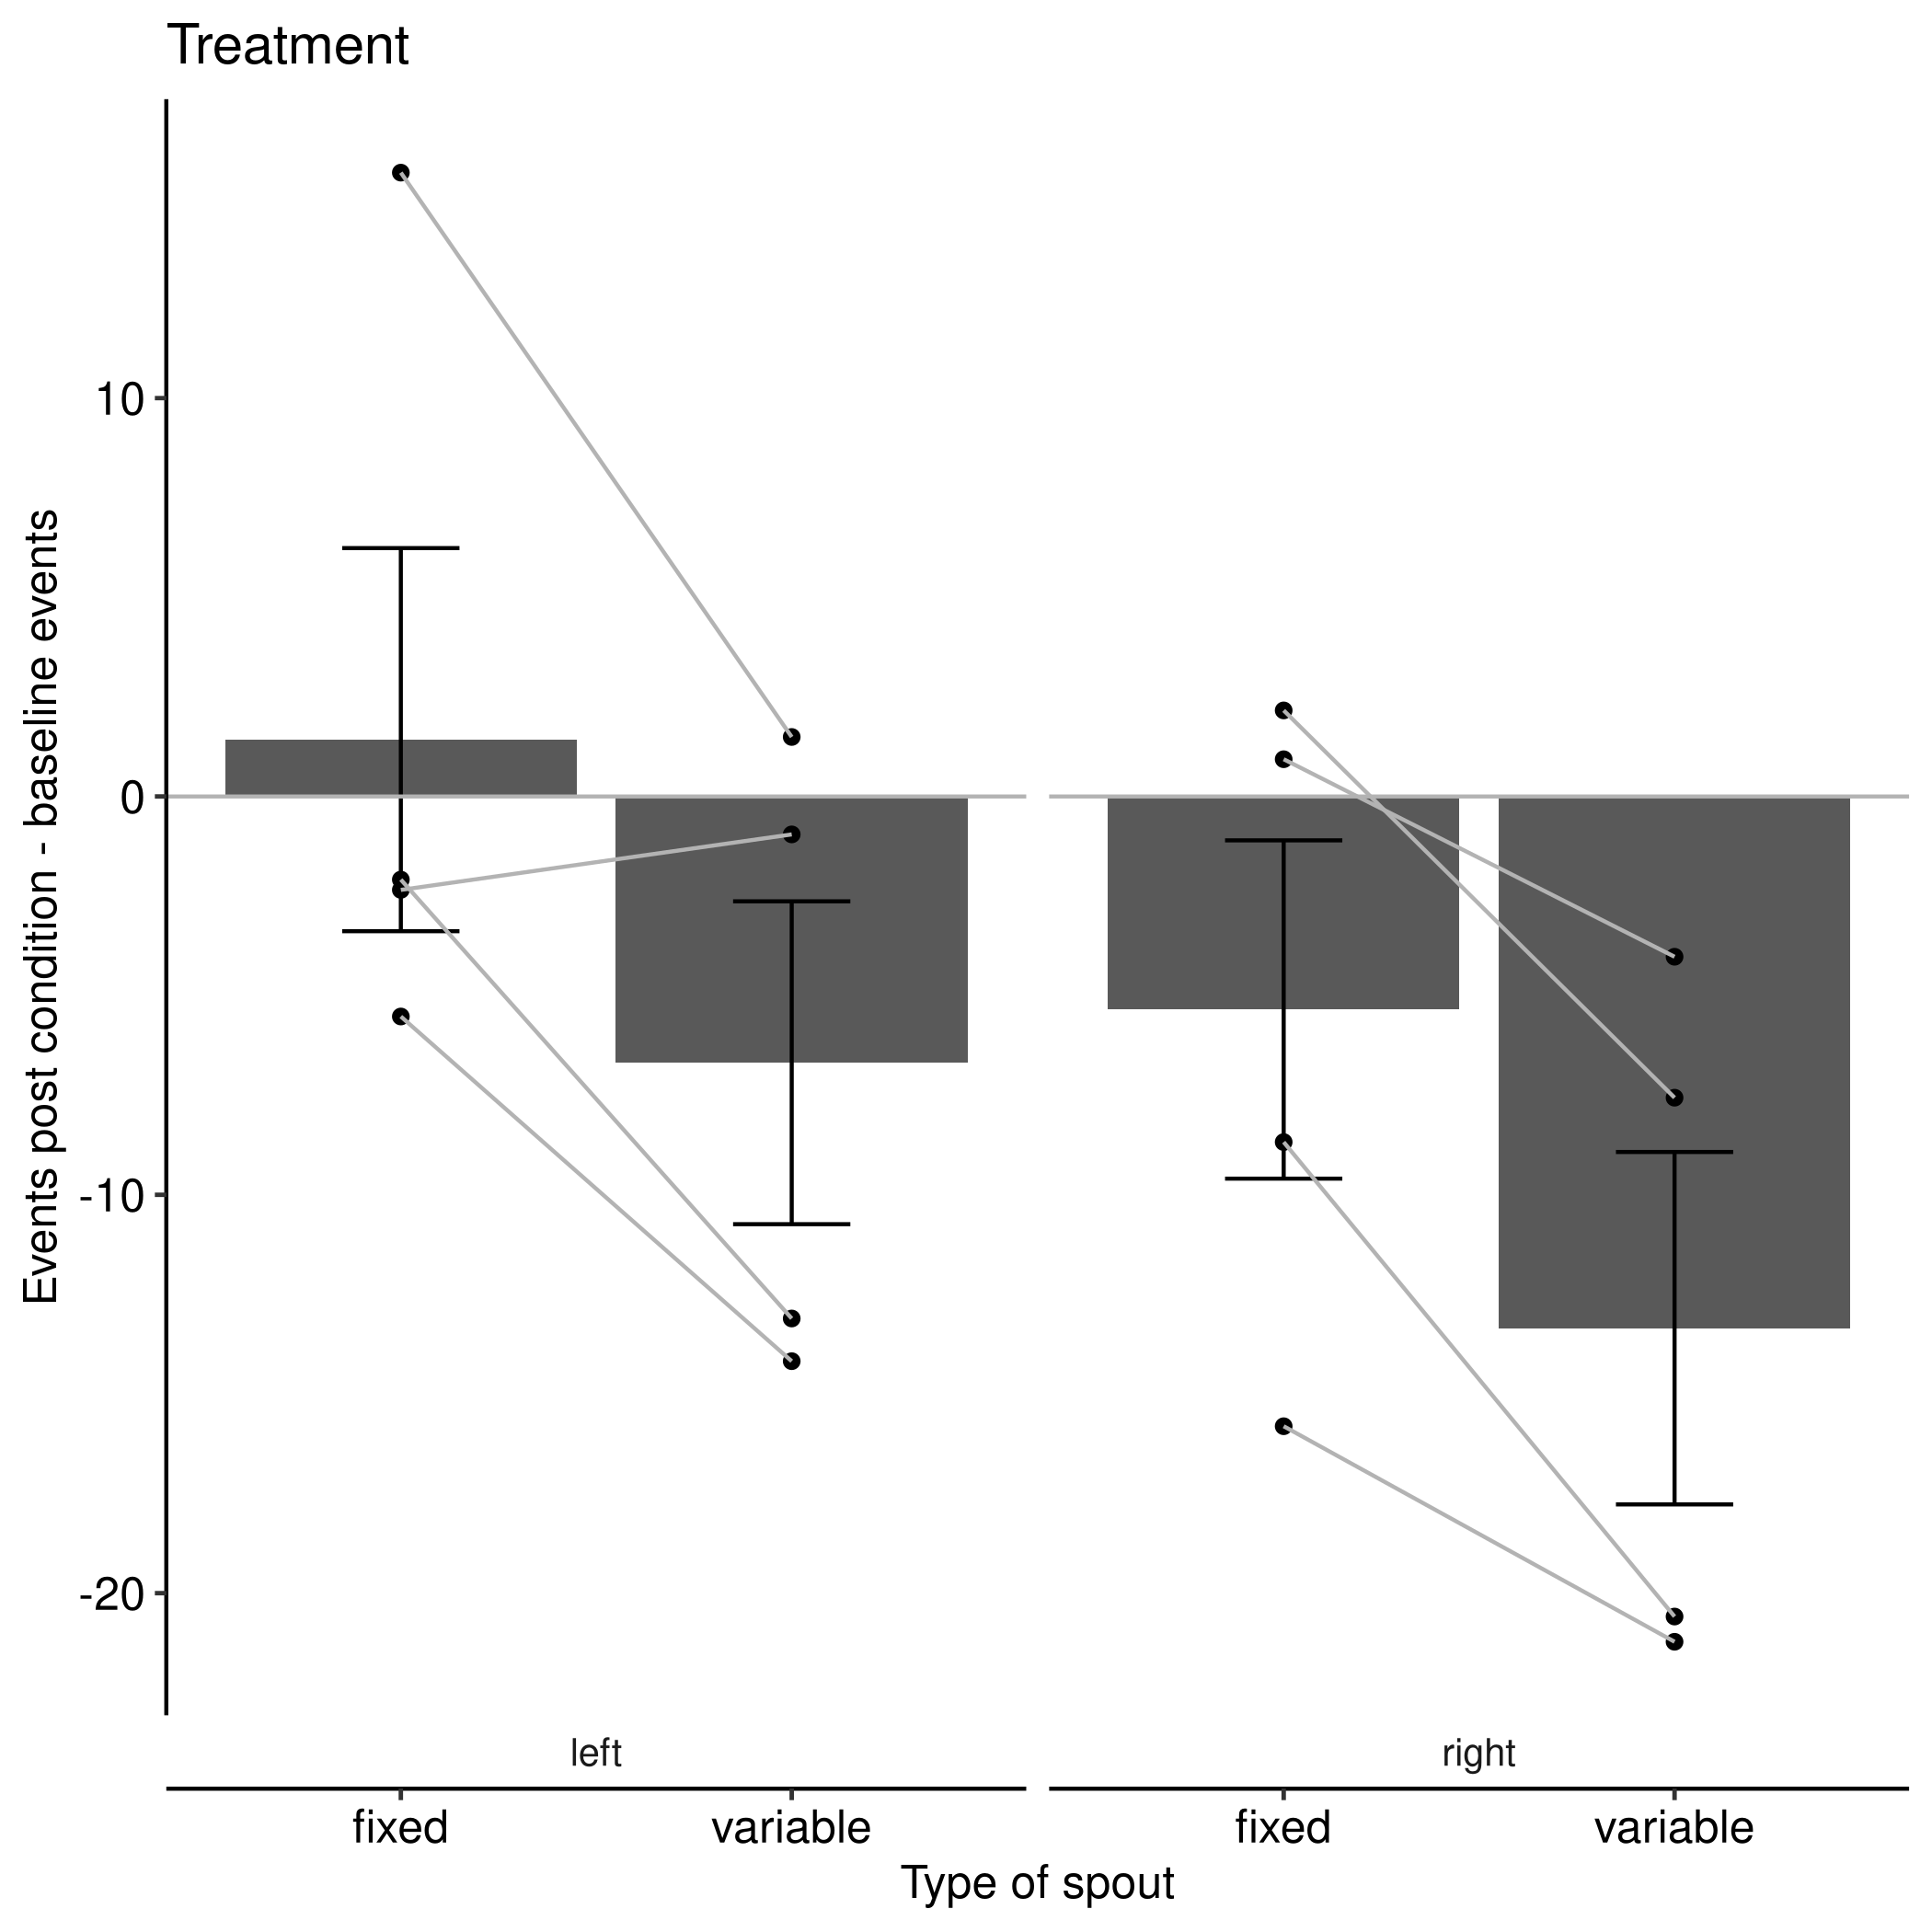 Treatment
Events post condition - baseline events
10
0
-10
-20
left
right
fixed
variable
fixed
variable
Type of spout